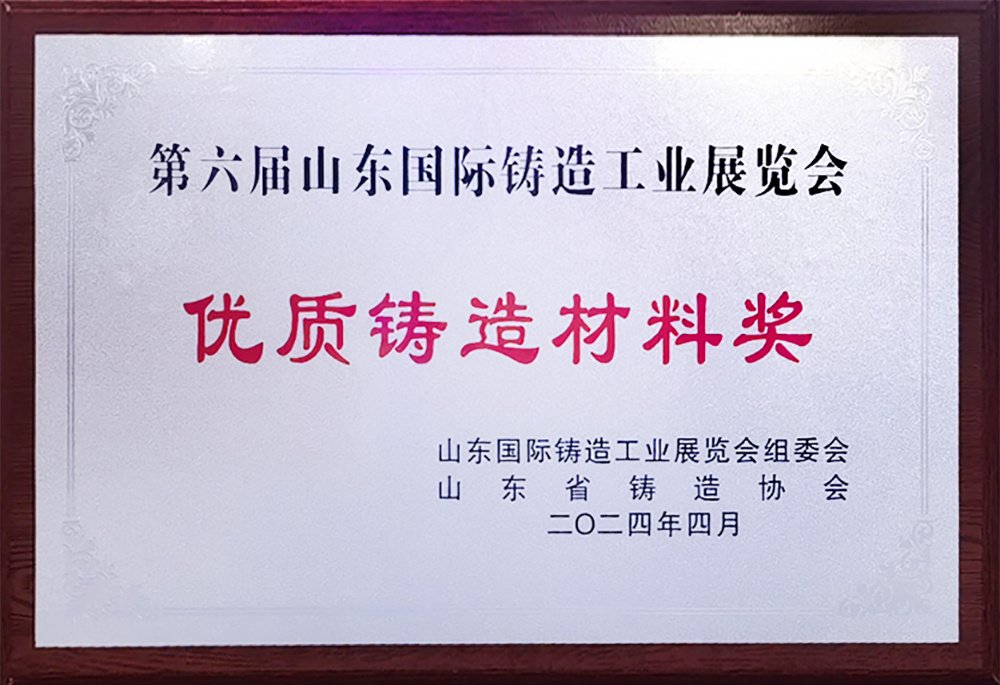 第六届山东国际铸造工业展览会
优质铸造材料奖
山东国际铸造工业展览会组委会
山东省铸造协会
二〇二四年四月